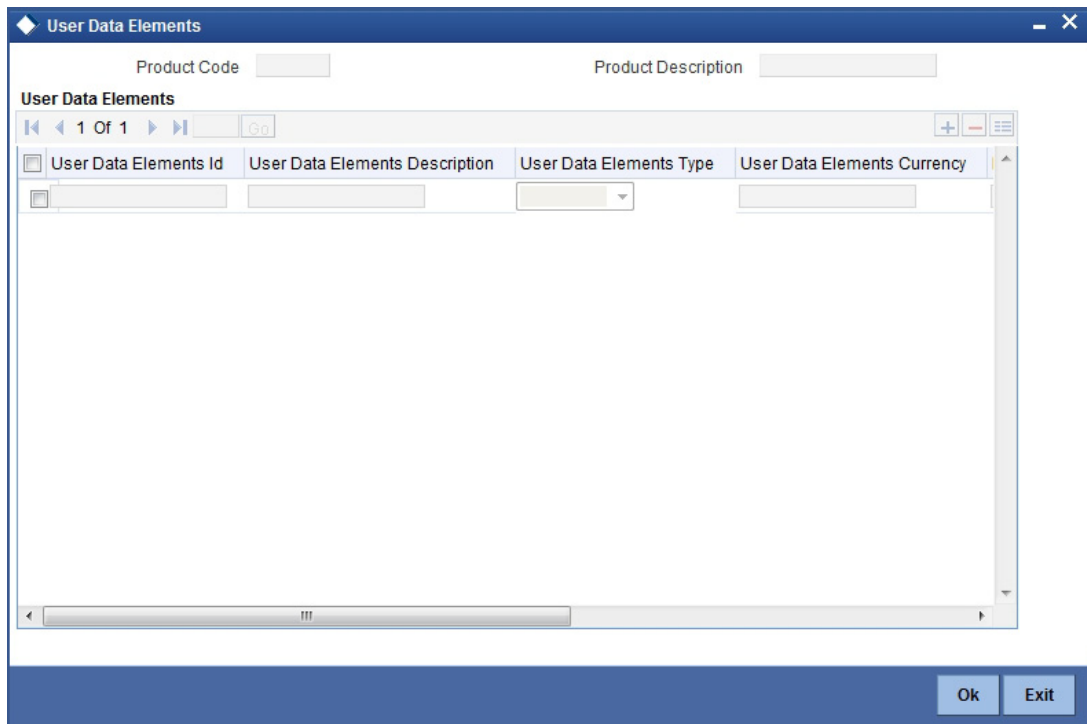 User Data Elements
Product Code Product Description
User Data Elements
1 Of 1 Go
User Data Elements Id User Data Elements Description User Data Elements Type User Data Elements Currency
Ok Exit